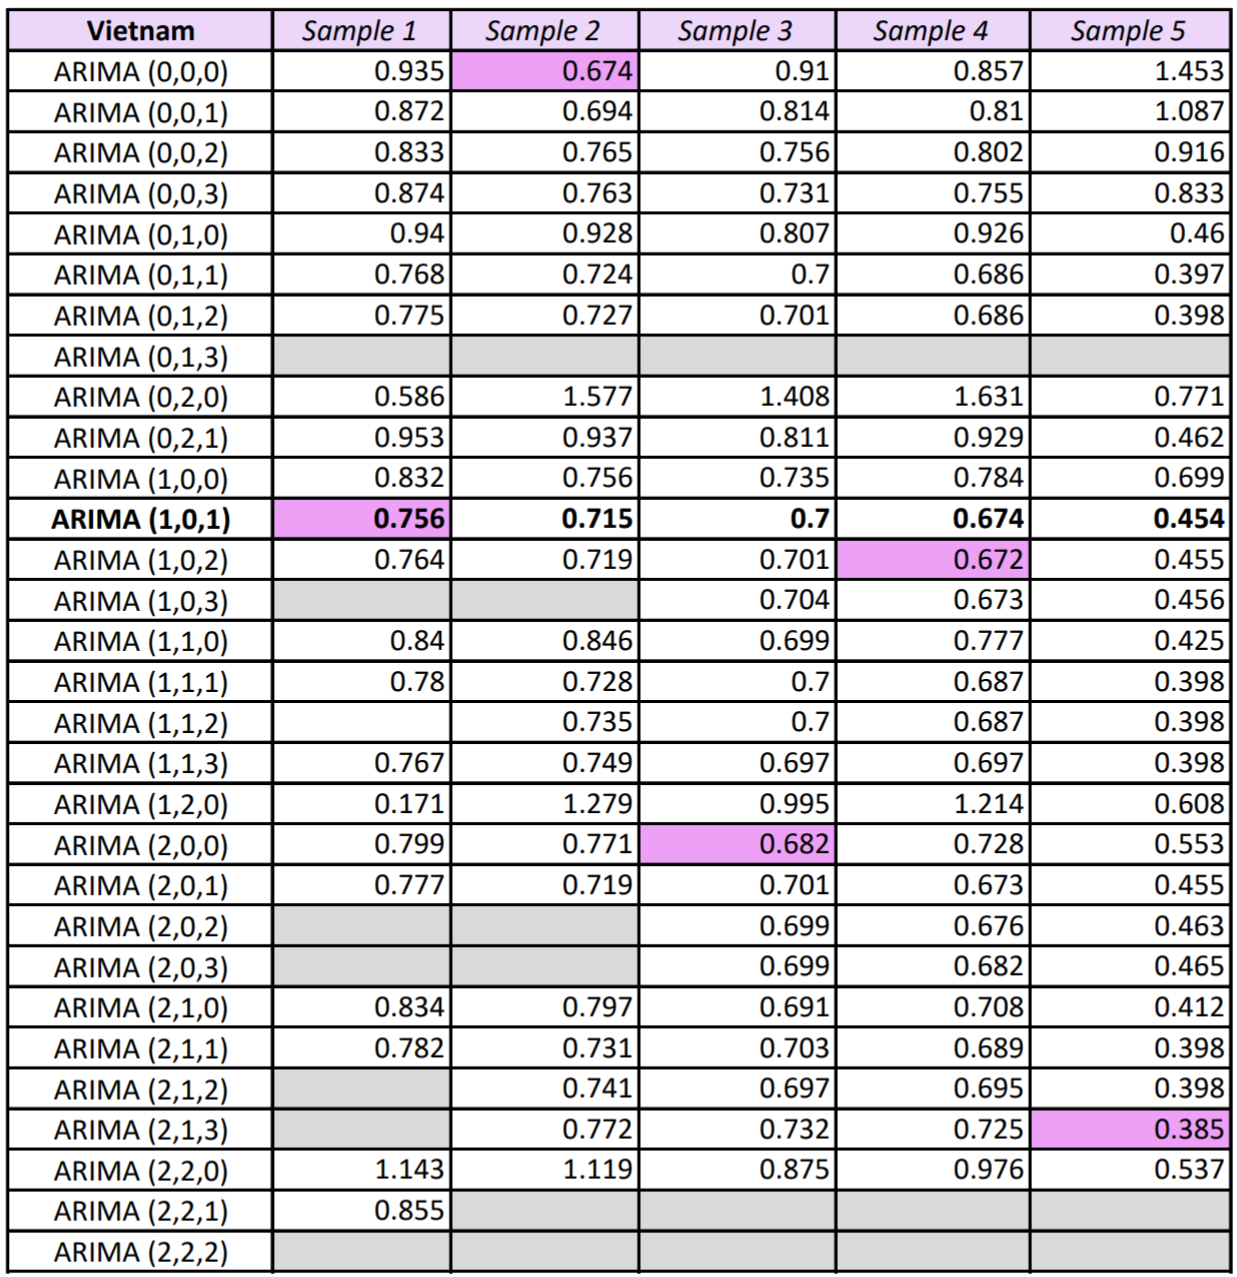 Vietnam Sample 1 Sample 2 Sample 3 Sample 4 Sample 5
ARIMA (0,0,0) 0.935 0.674 0.91 0.857 1.453
ARIMA (0,0,1) 0.872 0.694 0.814 0.81 1.087
ARIMA (0,0,2) 0.833 0.765 0.756 0.802 0.916
ARIMA (0,0,3) 0.874 0.763 0.731 0.755 0.833
ARIMA (0,1,0) 0.94 0.928 0.807 0.926 0.46
ARIMA (0,1,1) 0.768 0.724 0.7 0.686 0.397
ARIMA (0,1,2) 0.775 0.727 0.701 0.686 0.398
ARIMA (0,1,3)
ARIMA (0,2,0) 0.586 1.577 1.408 1.631 0.771
ARIMA (0,2,1) 0.953 0.937 0.811 0.929 0.462
ARIMA (1,0,0) 0.832 0.756 0.735 0.784 0.699
ARIMA (1,0,1) 0.756 0.715 0.7 0.674 0.454
ARIMA (1,0,2) 0.764 0.719 0.701 0.672 0.455
ARIMA (1,0,3) 0.704 0.673 0.456
ARIMA (1,1,0) 0.84 0.846 0.699 0.777 0.425
ARIMA (1,1,1) 0.78 0.728 0.7 0.687 0.398
ARIMA (1,1,2) 0.735 0.7 0.687 0.398
ARIMA (1,1,3) 0.767 0.749 0.697 0.697 0.398
ARIMA (1,2,0) 0.171 1.279 0.995 1.214 0.608
ARIMA (2,0,0) 0.799 0.771 0.682 0.728 0.553
ARIMA (2,0,1) 0.777 0.719 0.701 0.673 0.455
ARIMA (2,0,2) 0.699 0.676 0.463
ARIMA (2,0,3) 0.699 0.682 0.465
ARIMA (2,1,0) 0.834 0.797 0.691 0.708 0.412
ARIMA (2,1,1) 0.782 0.731 0.703 0.689 0.398
ARIMA (2,1,2) 0.741 0.697 0.695 0.398
ARIMA (2,1,3) 0.772 0.732 0.725 0.385
ARIMA (2,2,0) 1.143 1.119 0.875 0.976 0.537
ARIMA (2,2,1) 0.855
ARIMA (2,2,2)